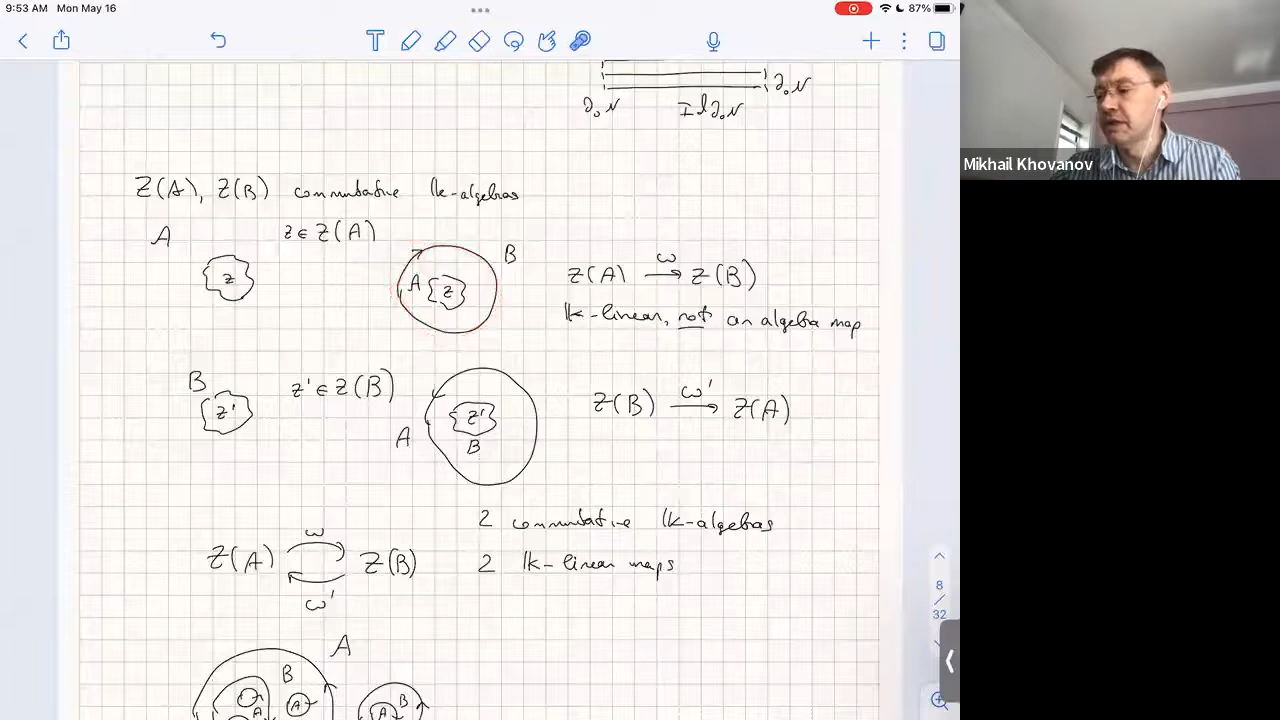 9:53 AM Mon May 16
87%
∂₀N Id∂₀N ∂₀N
Z(A), Z(B) commutative k-algebras
A z ∈ Z(A)
z
A z B
Z(A) →ω Z(B)
k-linear, not an algebra map
B z' ∈ Z(B)
z'
A z' B
Z(B) →ω' Z(A)
2 commutative k-algebras
ω
Z(A) Z(B) 2 k-linear maps
ω'
A
B
A A B A
8
/
32
Mikhail Khovanov